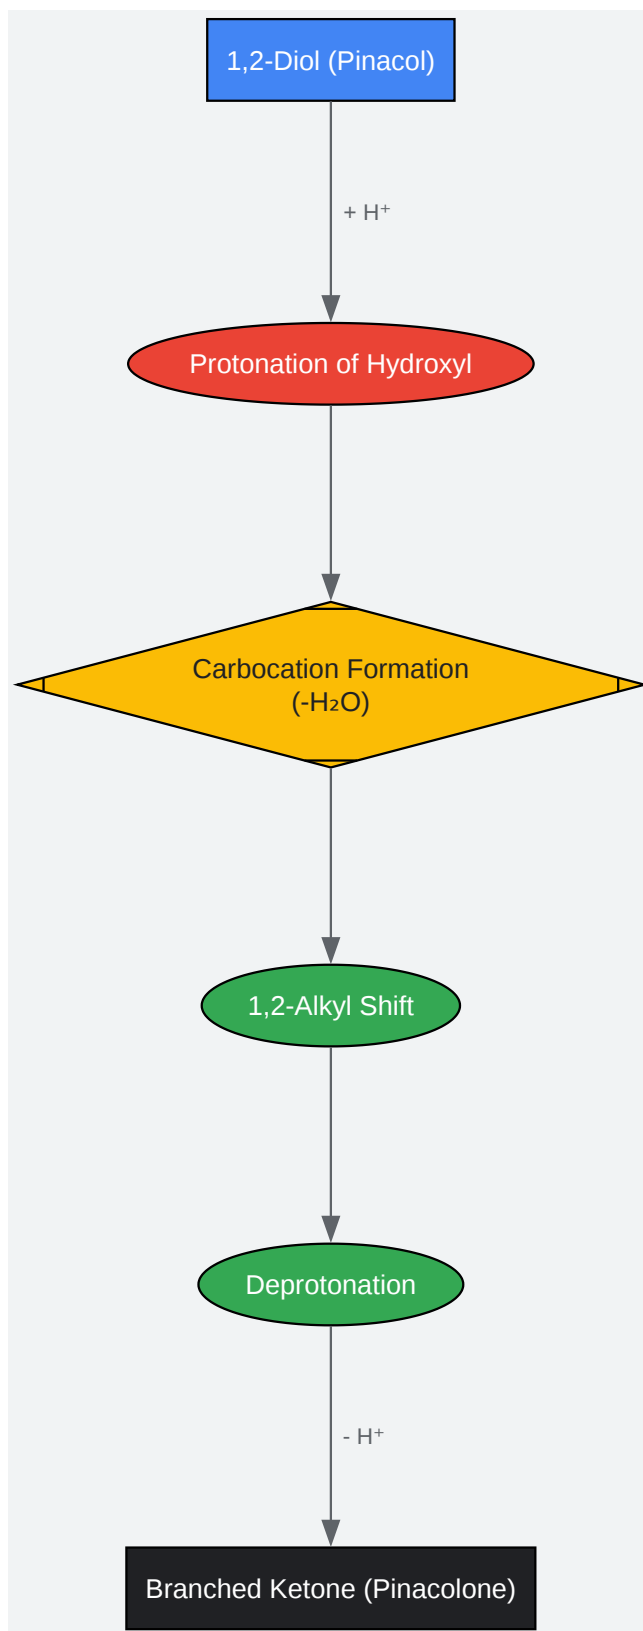 1,2-Diol (Pinacol)
+ H⁺
Protonation of Hydroxyl
Carbocation Formation
(-H₂O)
1,2-Alkyl Shift
Deprotonation
- H⁺
Branched Ketone (Pinacolone)